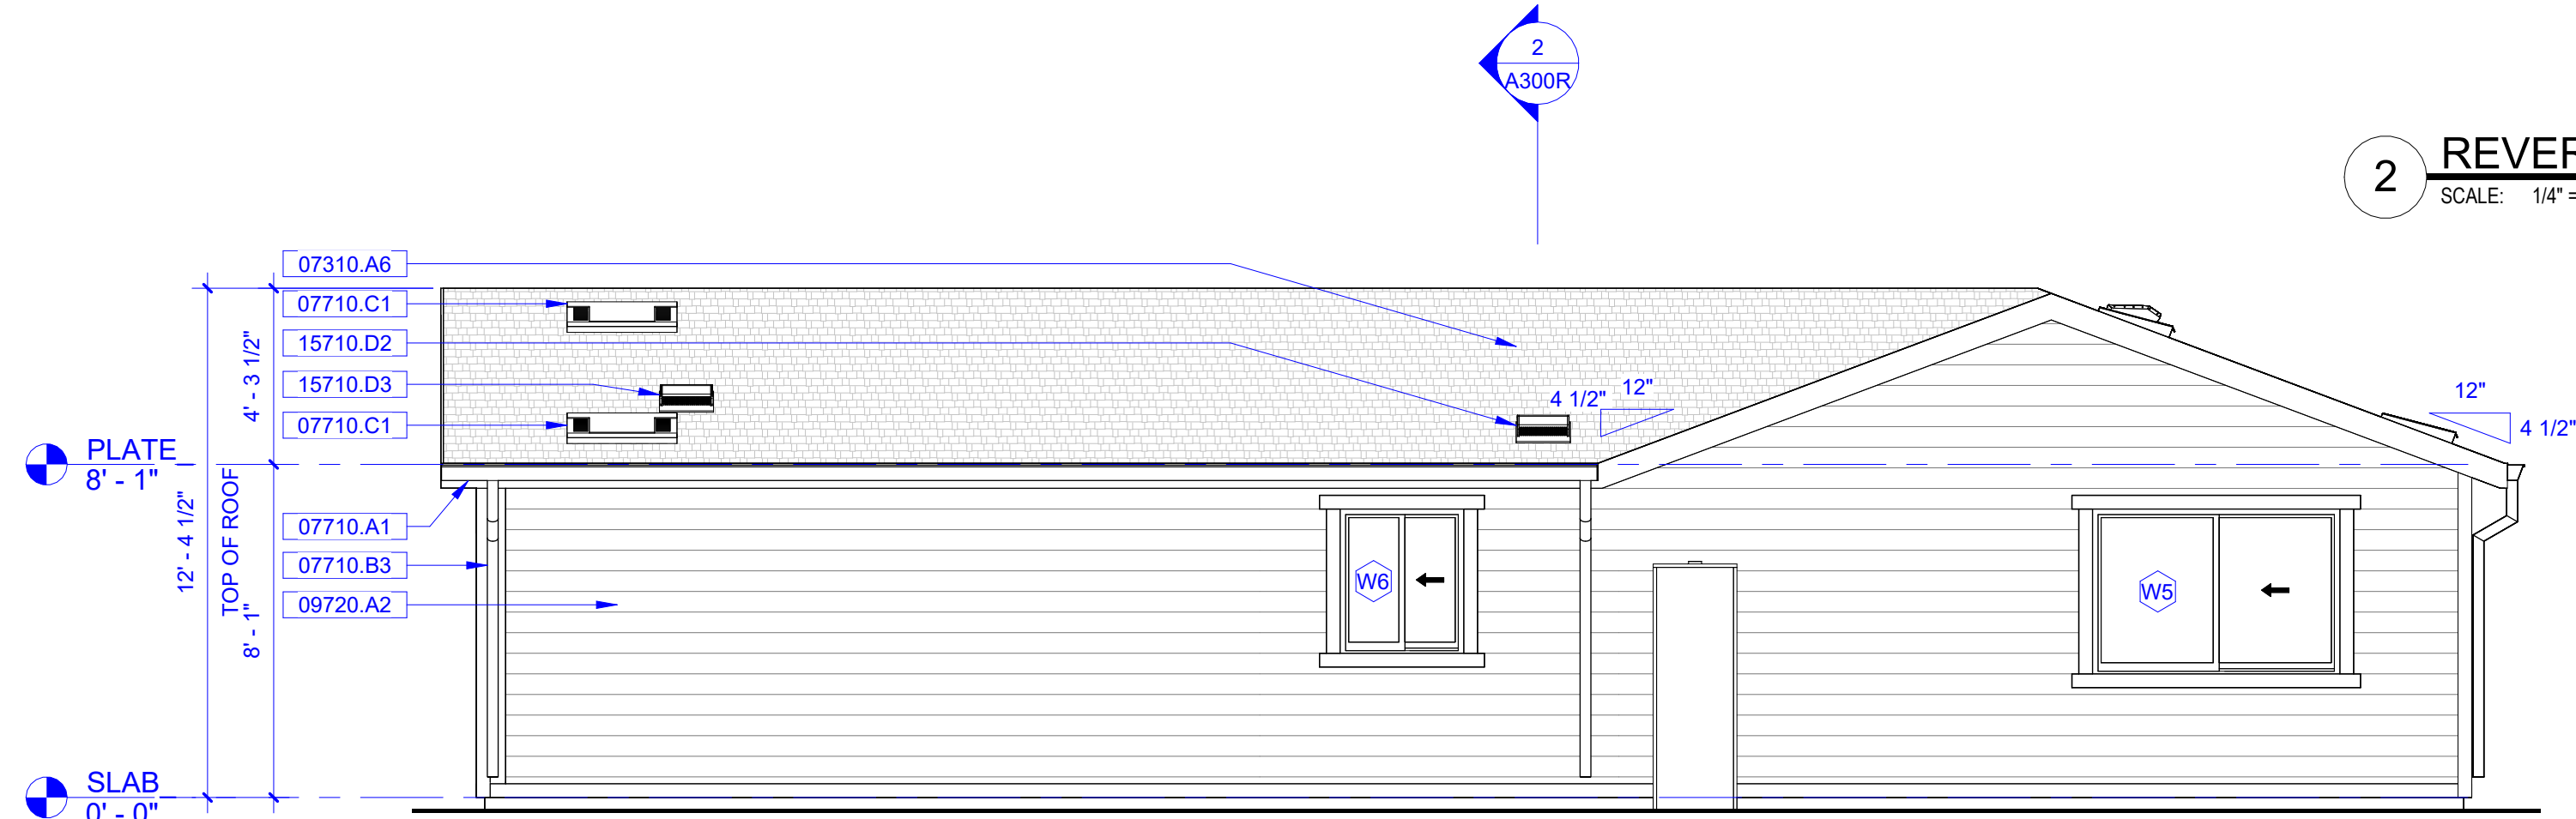 2
A300R
2
REVER
SCALE: 1/4" =
07310.A6
07710.C1
15710.D2
15710.D3
07710.C1
4' - 3 1/2"
12"
4 1/2"
12"
4 1/2"
PLATE
8' - 1"
12' - 4 1/2"
TOP OF ROOF
8' - 1"
07710.A1
07710.B3
09720.A2
W6
W5
SLAB
0' - 0"